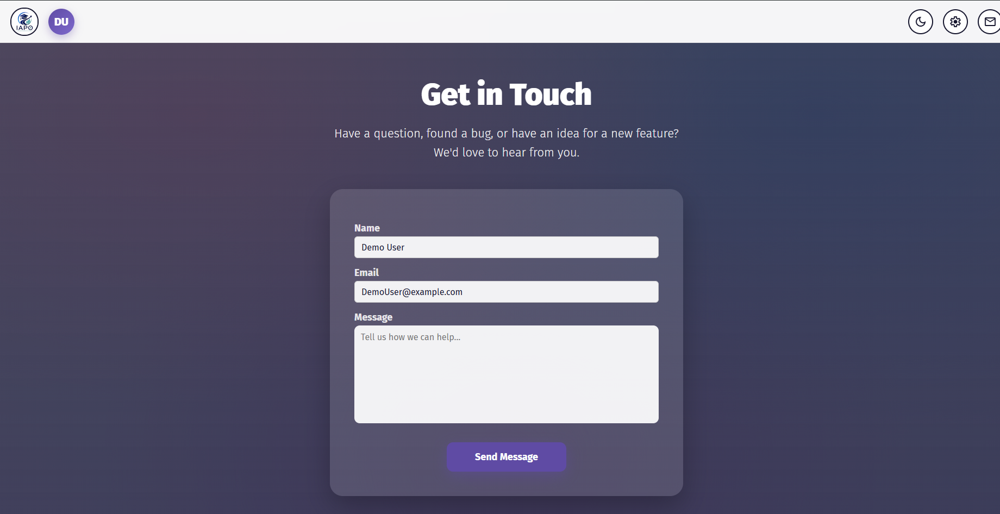 IAPO
DU
Get in Touch
Have a question, found a bug, or have an idea for a new feature?
We'd love to hear from you.
Name
Demo User
Email
DemoUser@example.com
Message
Tell us how we can help...
Send Message